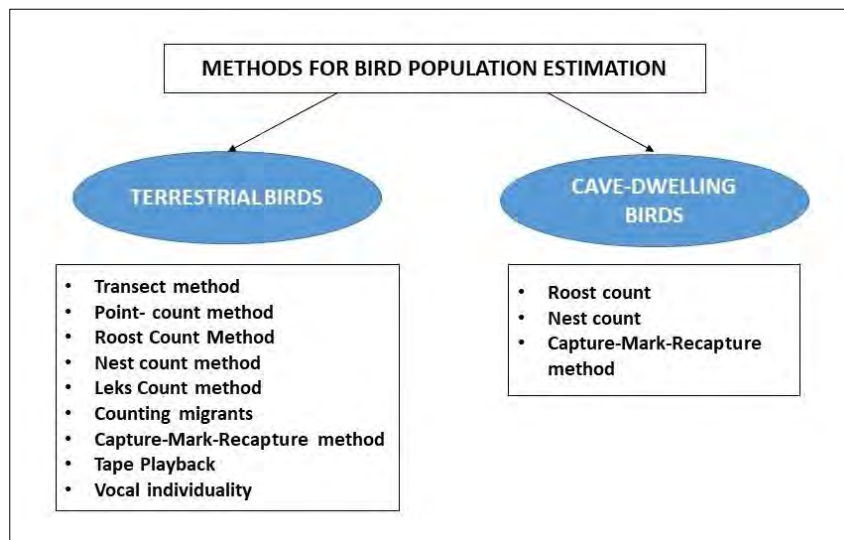 METHODS FOR BIRD POPULATION ESTIMATION
TERRESTRIAL BIRDS
• Transect method
• Point- count method
• Roost Count Method
• Nest count method
• Leks Count method
• Counting migrants
• Capture-Mark-Recapture method
• Tape Playback
• Vocal individuality
CAVE-DWELLING
BIRDS
• Roost count
• Nest count
• Capture-Mark-Recapture
method